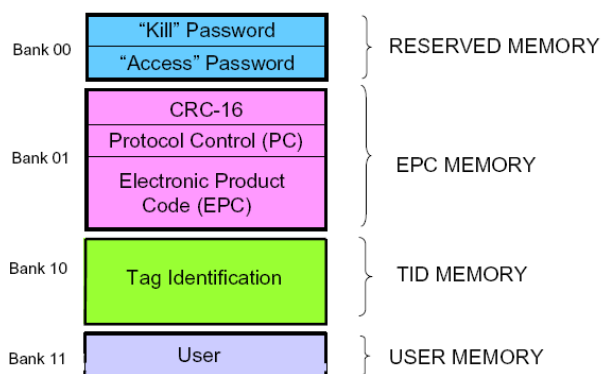 Bank 00
"Kill" Password
"Access" Password
RESERVED MEMORY
Bank 01
CRC-16
Protocol Control (PC)
Electronic Product
Code (EPC)
EPC MEMORY
Bank 10
Tag Identification
TID MEMORY
Bank 11
User
USER MEMORY